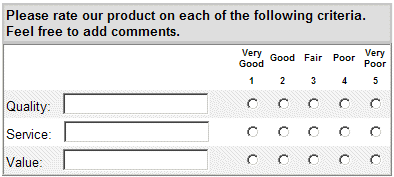 Please rate our product on each of the following criteria.
Feel free to add comments.
Very Good Good Fair Poor Very Poor
1 2 3 4 5
Quality:
Service:
Value: